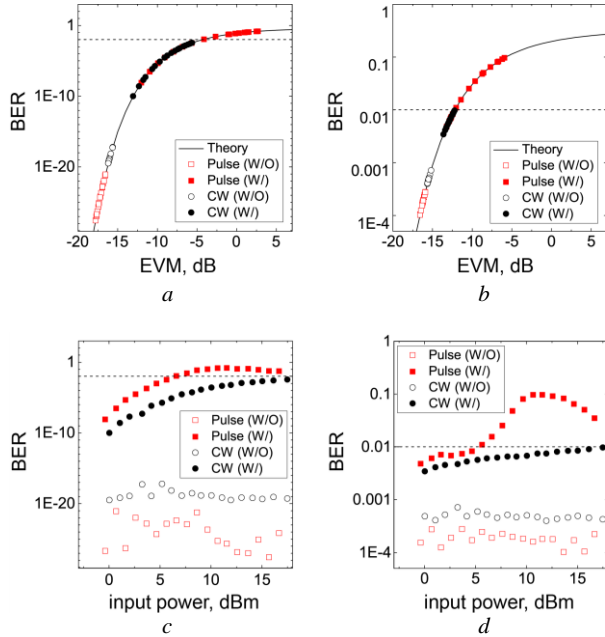 1
1E-10
1E-20
BER
Theory
Pulse (W/O)
Pulse (W/)
CW (W/O)
CW (W/)
-20 -15 -10 -5 0 5
EVM, dB
a
1
0.1
0.01
0.001
1E-4
BER
Theory
Pulse (W/O)
Pulse (W/)
CW (W/O)
CW (W/)
-20 -15 -10 -5 0 5
EVM, dB
b
1
1E-10
1E-20
BER
Pulse (W/O)
Pulse (W/)
CW (W/O)
CW (W/)
0 5 10 15
input power, dBm
c
1
0.1
0.01
0.001
1E-4
BER
Pulse (W/O)
Pulse (W/)
CW (W/O)
CW (W/)
0 5 10 15
input power, dBm
d